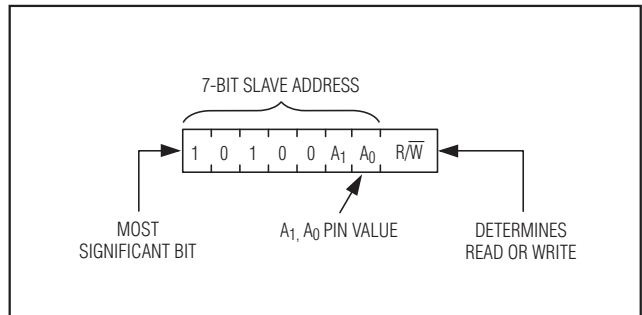 7-BIT SLAVE ADDRESS
1 0 1 0 0 A1 A0 R/W̅
MOST
SIGNIFICANT BIT
A1, A0 PIN VALUE
DETERMINES
READ OR WRITE